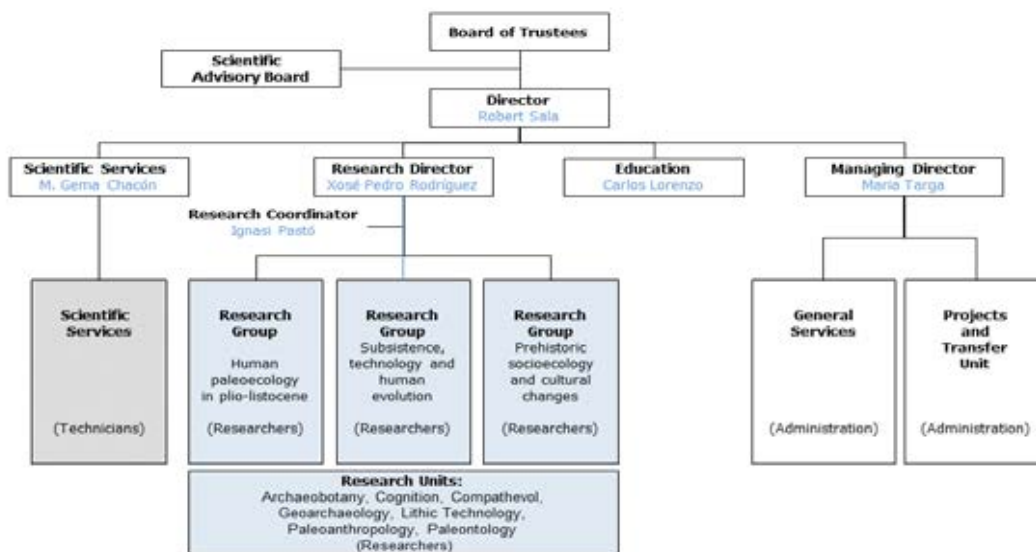 Board of Trustees
Scientific
Advisory Board
Director
Robert Sala
Scientific Services
M. Gema Chacón
Research Director
Xosé Pedro Rodríguez
Education
Carlos Lorenzo
Managing Director
Maria Targa
Research Coordinator
Ignasi Pastó
Scientific
Services
(Technicians)
Research
Group
Human
paleoecology
in plio-listocene
(Researchers)
Research
Group
Subsistence,
technology and
human
evolution
(Researchers)
Research
Group
Prehistoric
socioecology
and cultural
changes
(Researchers)
General
Services
(Administration)
Projects
and
Transfer
Unit
(Administration)
Research Units:
Archaeobotany, Cognition, Compathevol,
Geoarchaeology, Lithic Technology,
Paleoanthropology, Paleontology
(Researchers)